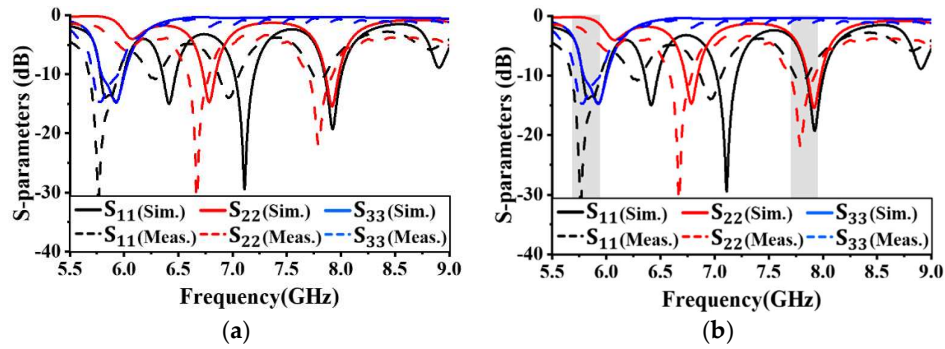 S-parameters (dB)
0
-10
-20
-30
-40
S11(Sim.) S22(Sim.) S33(Sim.)
S11(Meas.) S22(Meas.) S33(Meas.)
5.5 6.0 6.5 7.0 7.5 8.0 8.5 9.0
Frequency(GHz)
(a)
S-parameters (dB)
0
-10
-20
-30
-40
S11(Sim.) S22(Sim.) S33(Sim.)
S11(Meas.) S22(Meas.) S33(Meas.)
5.5 6.0 6.5 7.0 7.5 8.0 8.5 9.0
Frequency(GHz)
(b)